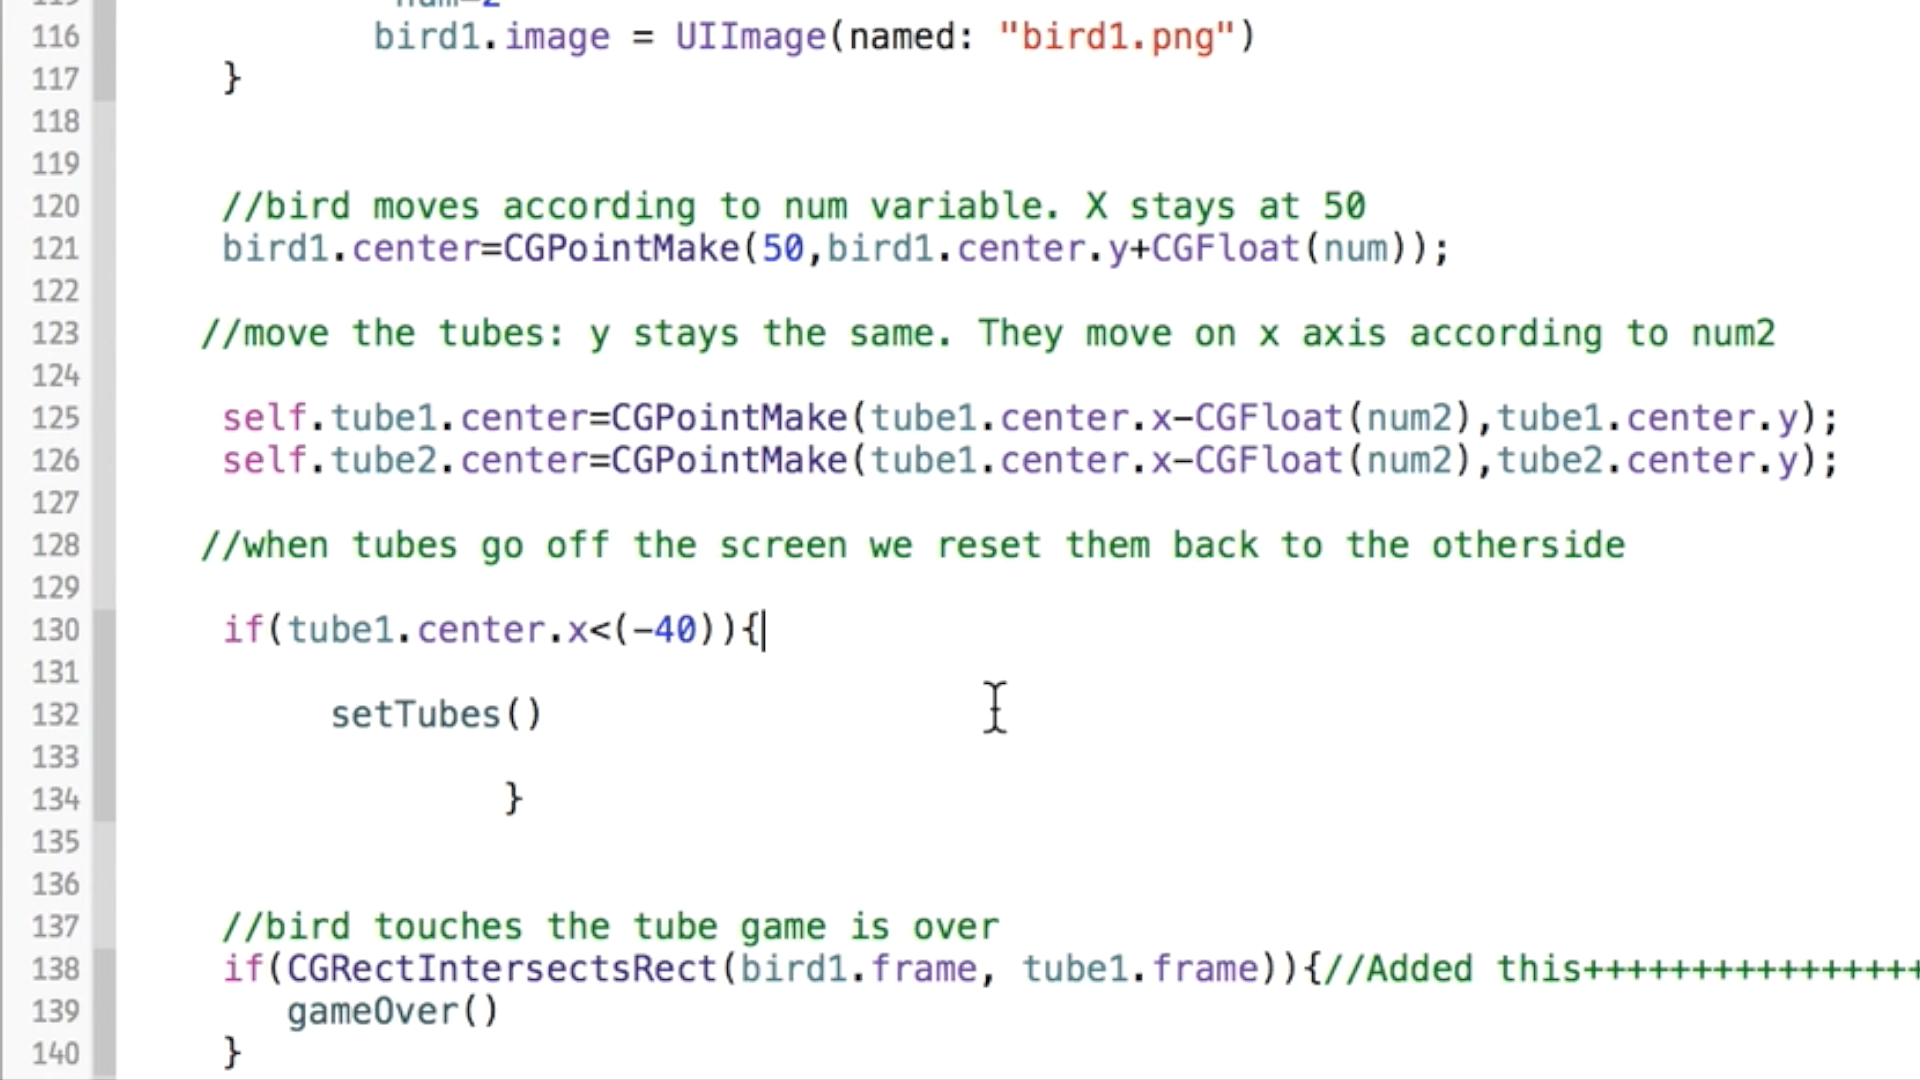 116 bird1.image = UIImage(named: "bird1.png")
117 }
118
119
120 //bird moves according to num variable. X stays at 50
121 bird1.center=CGPointMake(50,bird1.center.y+CGFloat(num));
122
123 //move the tubes: y stays the same. They move on x axis according to num2
124
125 self.tube1.center=CGPointMake(tube1.center.x-CGFloat(num2),tube1.center.y);
126 self.tube2.center=CGPointMake(tube1.center.x-CGFloat(num2),tube2.center.y);
127
128 //when tubes go off the screen we reset them back to the otherside
129
130 if(tube1.center.x<(-40)){
131
132 setTubes()
133
134 }
135
136
137 //bird touches the tube game is over
138 if(CGRectIntersectsRect(bird1.frame, tube1.frame)){//Added this++++++++++++++++
139 gameOver()
140 }